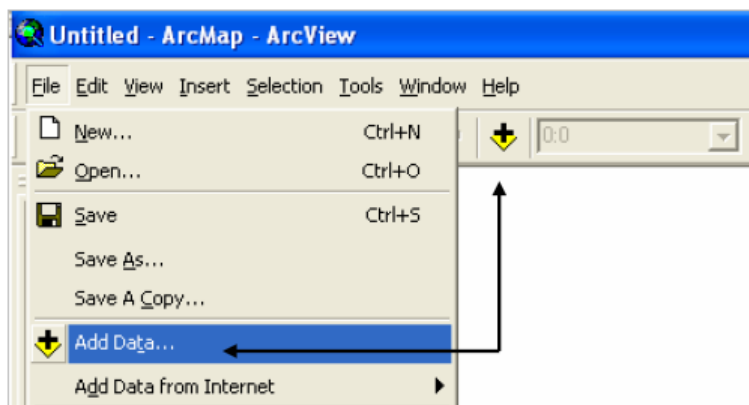 Untitled - ArcMap - ArcView
File Edit View Insert Selection Tools Window Help
New... Ctrl+N
0:0
Open... Ctrl+O
Save Ctrl+S
Save As...
Save A Copy...
Add Data...
Add Data from Internet